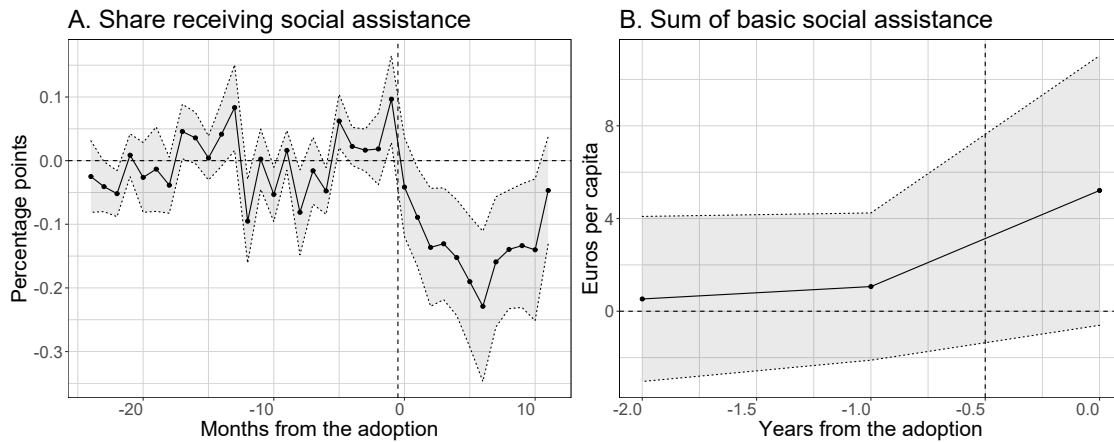 A. Share receiving social assistance
Percentage points
0.1
0.0
-0.1
-0.2
-0.3
-20
-10
0
10
Months from the adoption
B. Sum of basic social assistance
Euros per capita
8
4
0
-2.0
-1.5
-1.0
-0.5
0.0
Years from the adoption